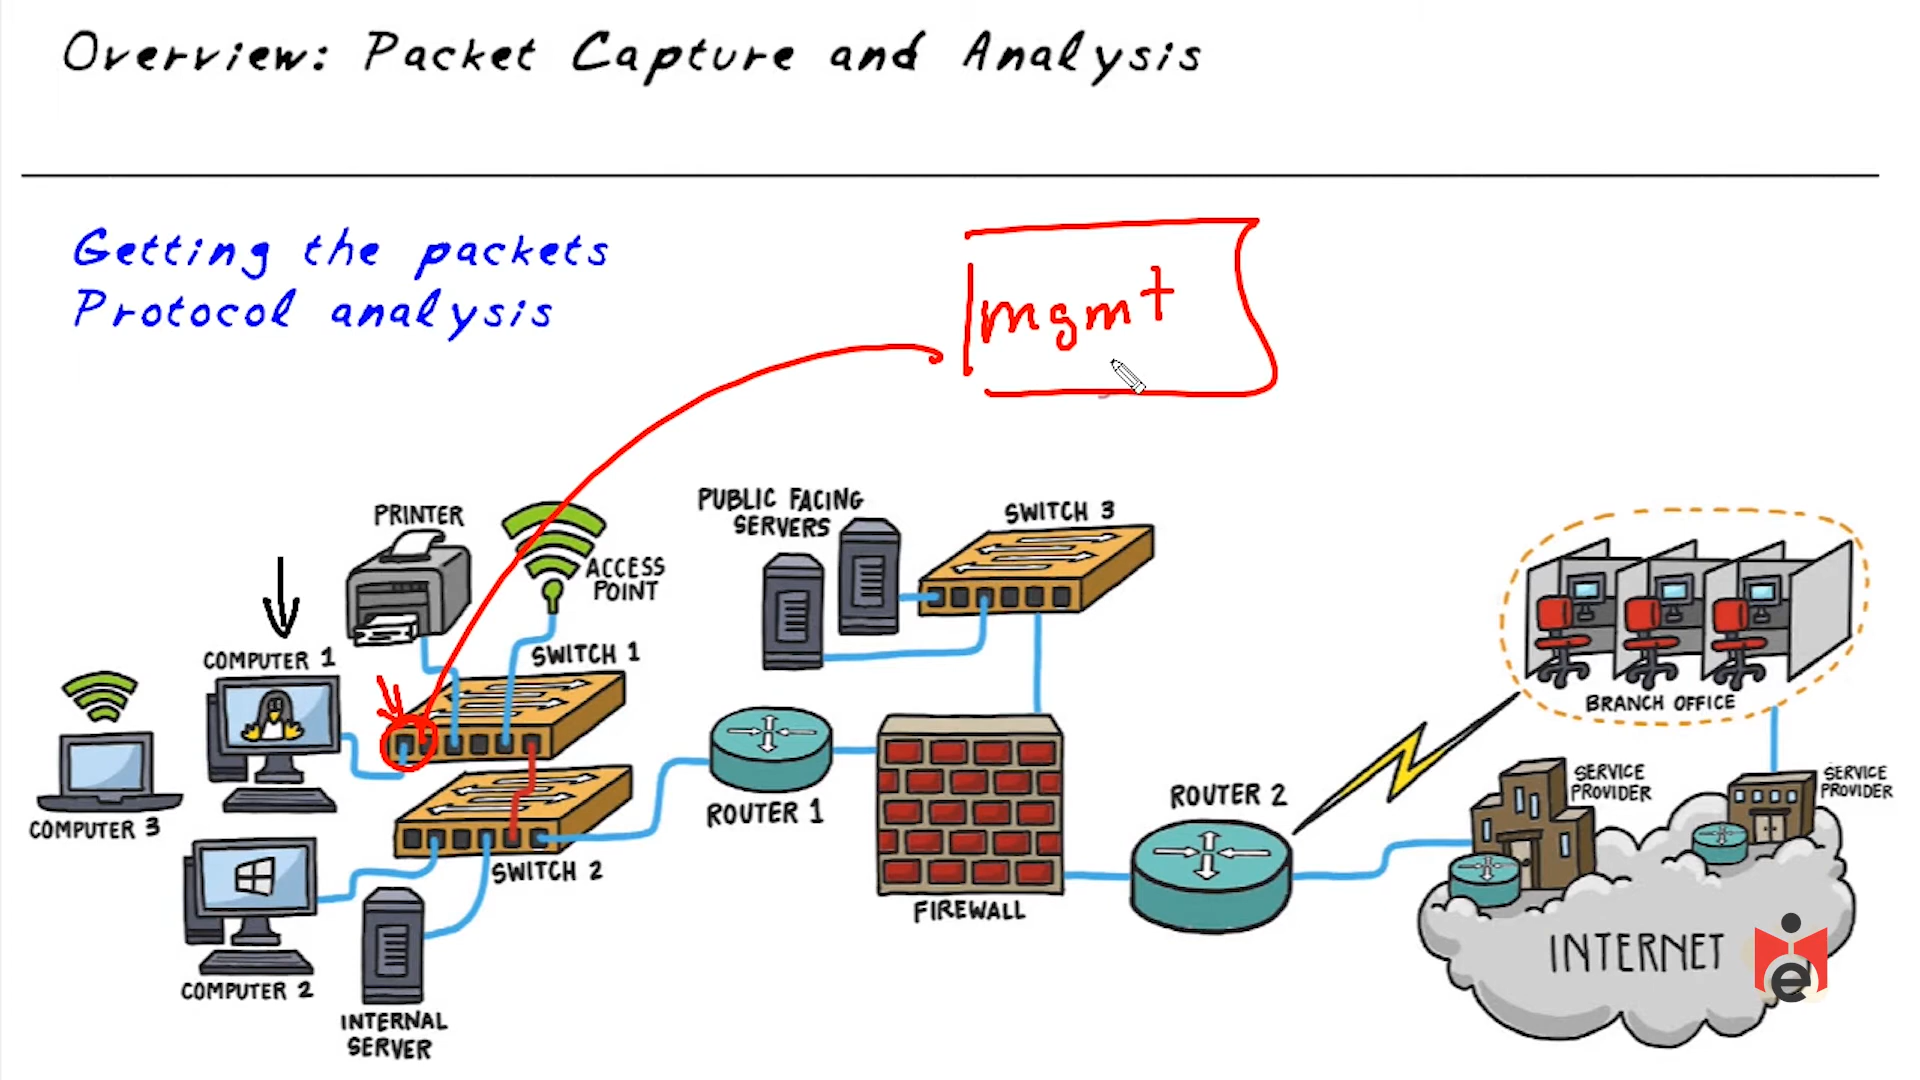 Overview: Packet Capture and Analysis
Getting the packets
Protocol analysis
mgmt
PRINTER
ACCESS
POINT
PUBLIC FACING
SERVERS
SWITCH 3
COMPUTER 1
SWITCH 1
COMPUTER 3
SWITCH 2
ROUTER 1
COMPUTER 2
INTERNAL
SERVER
FIREWALL
ROUTER 2
BRANCH OFFICE
SERVICE
PROVIDER
SERVICE
PROVIDER
INTERNET
e